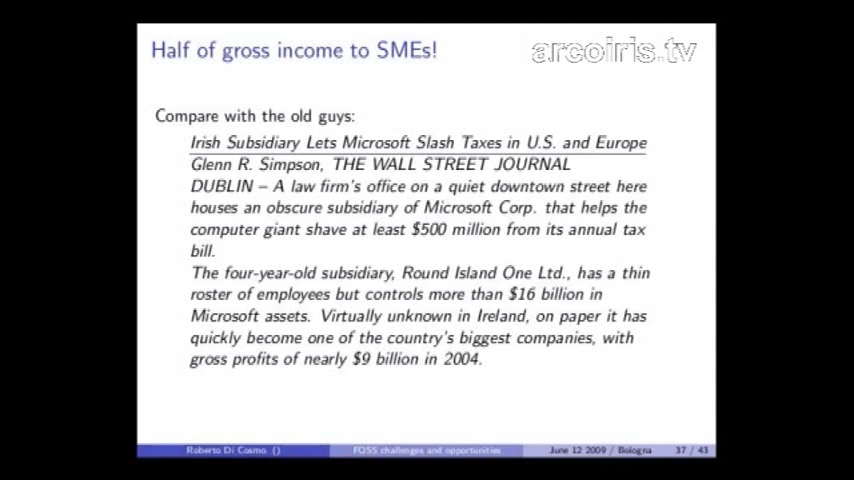 Half of gross income to SMEs!
arcoiris.tv
Compare with the old guys:
Irish Subsidiary Lets Microsoft Slash Taxes in U.S. and Europe
Glenn R. Simpson, THE WALL STREET JOURNAL
DUBLIN – A law firm's office on a quiet downtown street here
houses an obscure subsidiary of Microsoft Corp. that helps the
computer giant shave at least $500 million from its annual tax
bill.
The four-year-old subsidiary, Round Island One Ltd., has a thin
roster of employees but controls more than $16 billion in
Microsoft assets. Virtually unknown in Ireland, on paper it has
quickly become one of the country's biggest companies, with
gross profits of nearly $9 billion in 2004.
Roberto Di Cosmo () FOSS challenges and opportunities June 12 2009 / Bologna 37 / 43